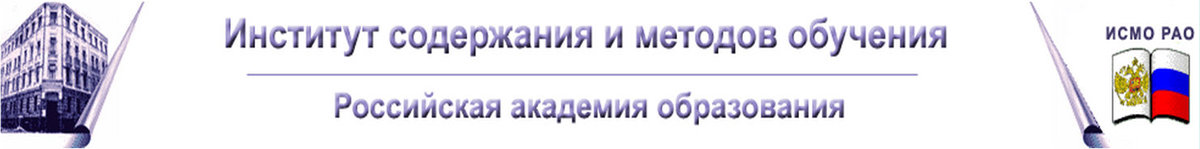 Институт содержания и методов обучения
Российская академия образования
ИСМО РАО